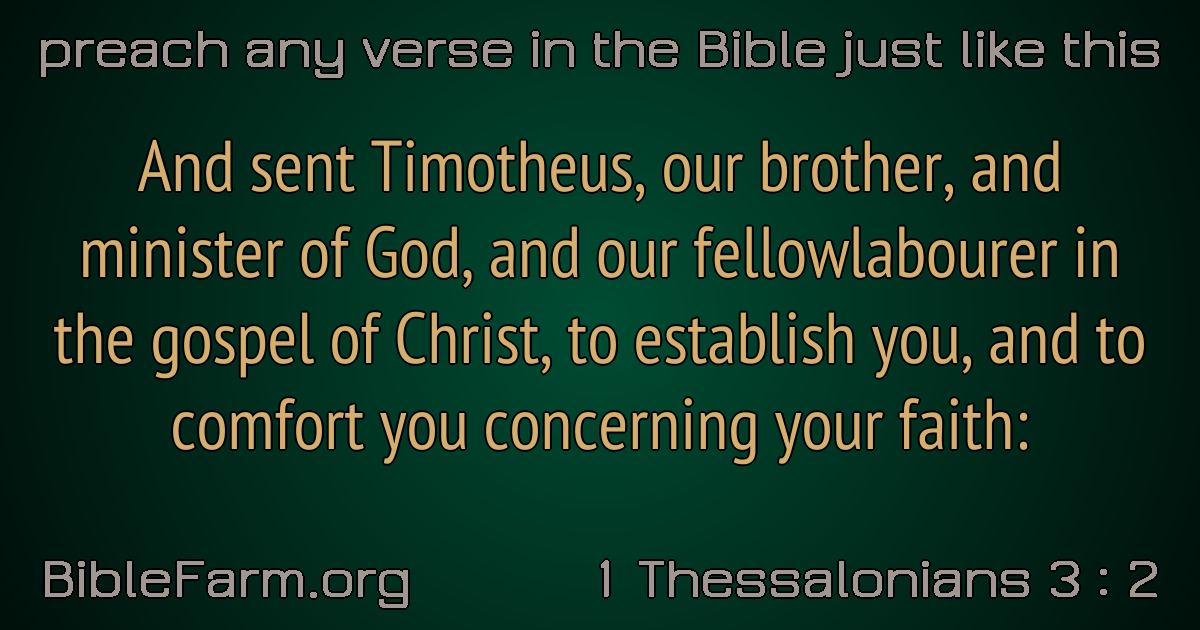 preach any verse in the Bible just like this
And sent Timotheus, our brother, and
minister of God, and our fellowlabourer in
the gospel of Christ, to establish you, and to
comfort you concerning your faith:
BibleFarm.org
1 Thessalonians 3 : 2